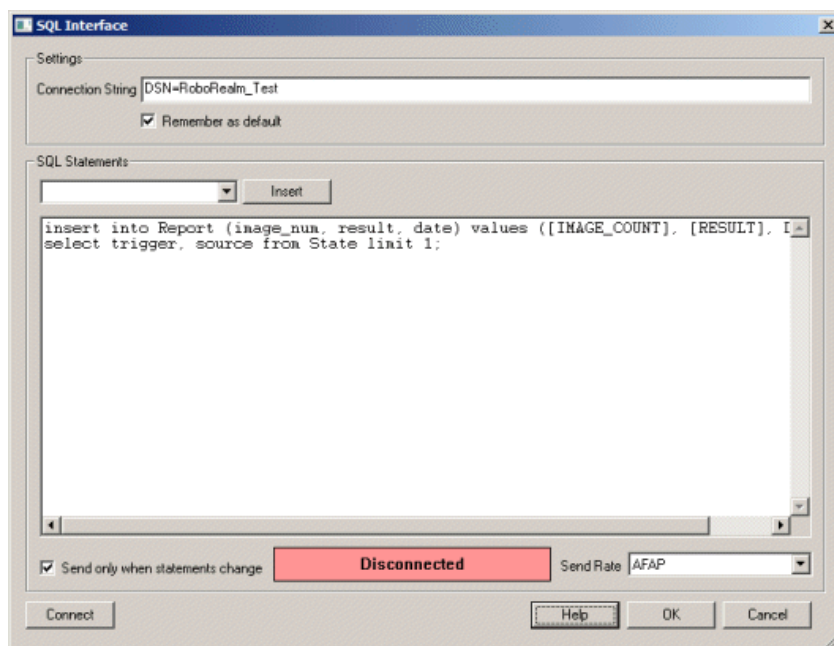 SQL Interface
Settings
Connection String DSN=RoboRealm_Test
Remember as default
SQL Statements
Insert
insert into Report (image_num, result, date) values ([IMAGE_COUNT], [RESULT],
select trigger, source from State limit 1;
Send only when statements change
Disconnected
Send Rate AFAP
Connect
Help
OK
Cancel